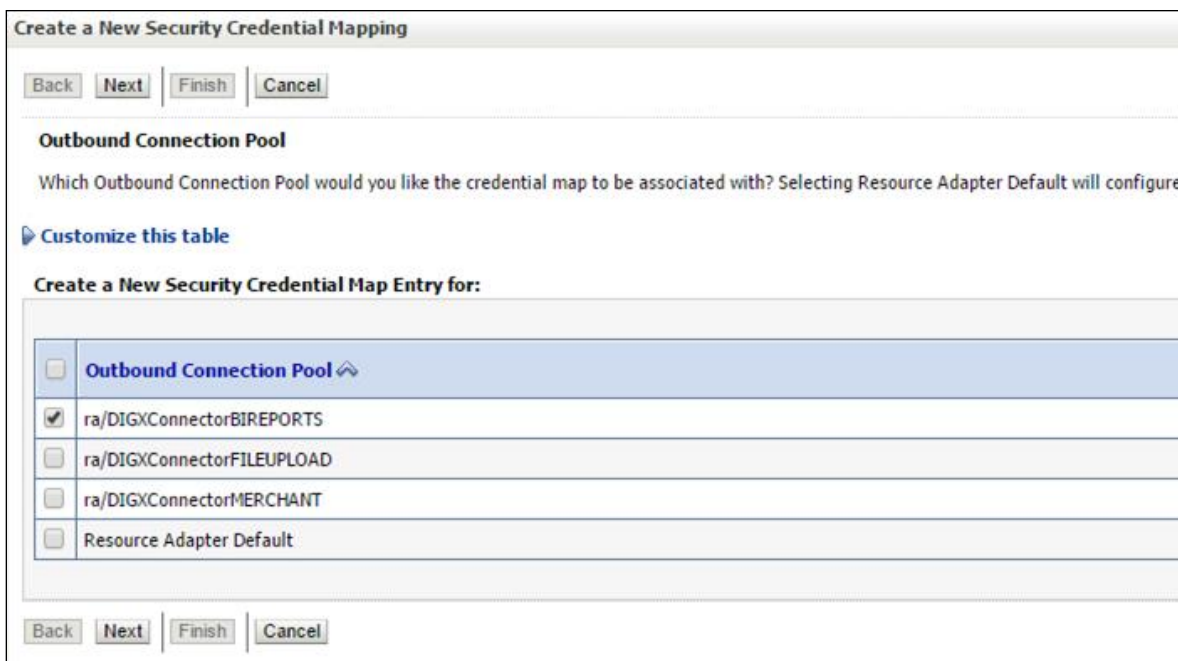 Create a New Security Credential Mapping
Back Next Finish Cancel
Outbound Connection Pool
Which Outbound Connection Pool would you like the credential map to be associated with? Selecting Resource Adapter Default will configure
Customize this table
Create a New Security Credential Map Entry for:
Outbound Connection Pool
ra/DIGXConnectorBIREPORTS
ra/DIGXConnectorFILEUPLOAD
ra/DIGXConnectorMERCHANT
Resource Adapter Default
Back Next Finish Cancel